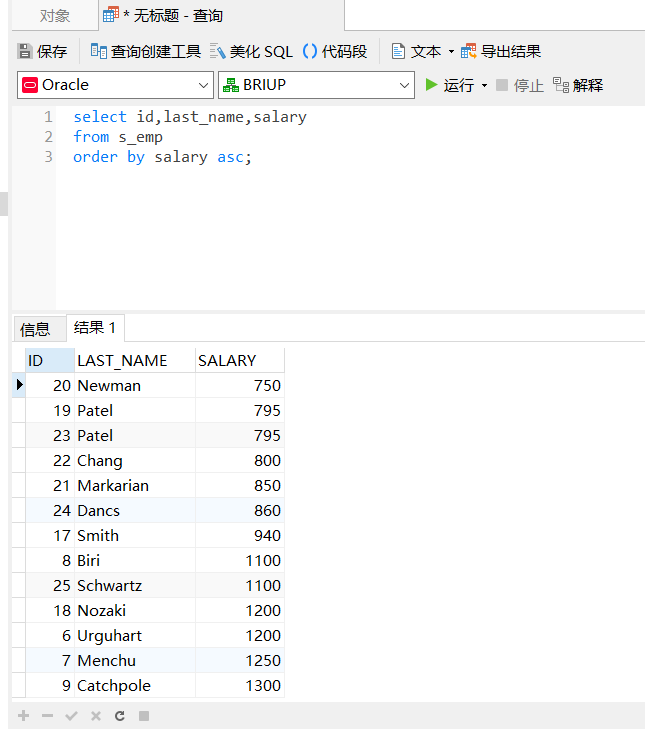 对象 * 无标题 - 查询
保存 查询创建工具 美化 SQL () 代码段 文本 导出结果
Oracle BRIUP 运行 停止 解释
1 select id,last_name,salary
2 from s_emp
3 order by salary asc;
信息 结果 1
ID LAST_NAME SALARY
20 Newman 750
19 Patel 795
23 Patel 795
22 Chang 800
21 Markarian 850
24 Dancs 860
17 Smith 940
8 Biri 1100
25 Schwartz 1100
18 Nozaki 1200
6 Urguhart 1200
7 Menchu 1250
9 Catchpole 1300